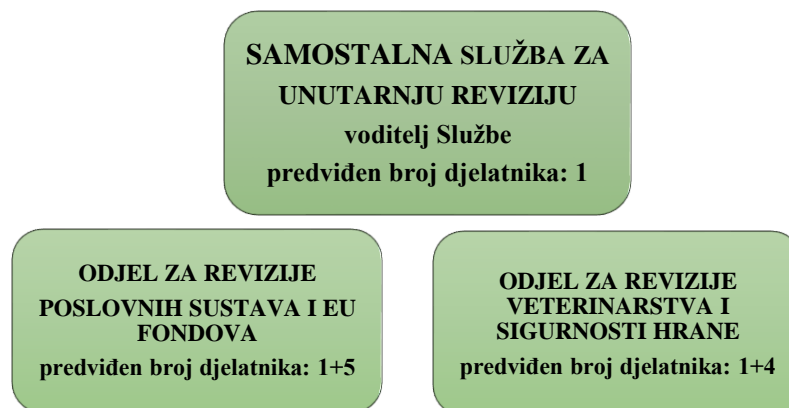 SAMOSTALNA SLUŽBA ZA
UNUTARNJU REVIZIJU
voditelj Službe
predviđen broj djelatnika: 1
ODJEL ZA REVIZIJE
POSLOVNIH SUSTAVA I EU
FONDOVA
predviđen broj djelatnika: 1+5
ODJEL ZA REVIZIJE
VETERINARSTVA I
SIGURNOSTI HRANE
predviđen broj djelatnika: 1+4